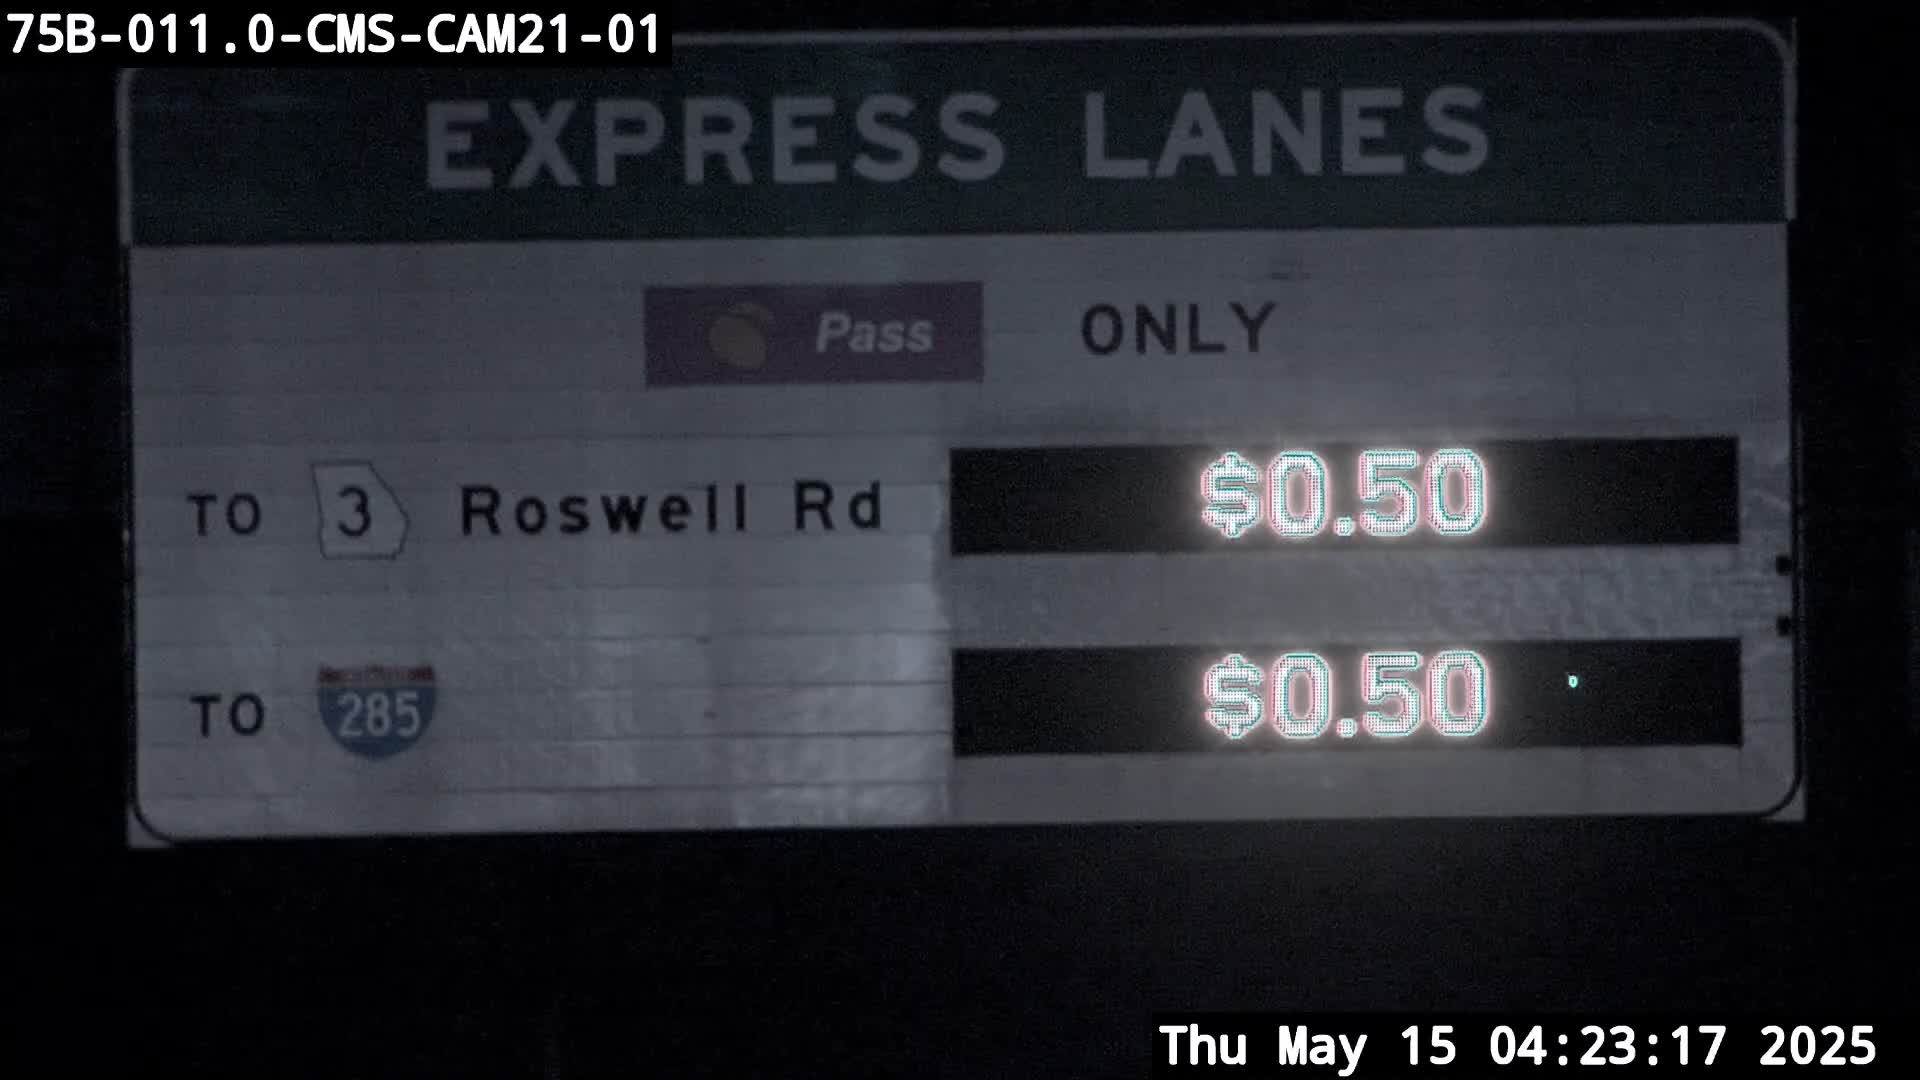 75B-011.0-CMS-CAM21-01
EXPRESS LANES
Pass ONLY
TO 3 Roswell Rd $0.50
TO 285 $0.50
Thu May 15 04:23:17 2025